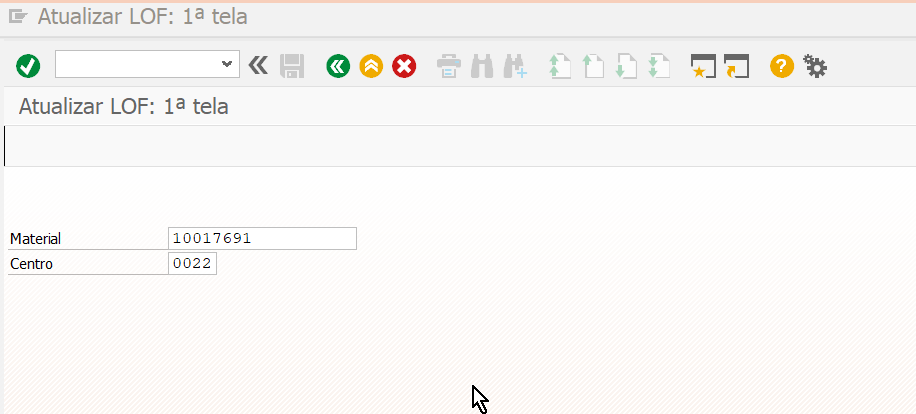 Atualizar LOF: 1ª tela
Atualizar LOF: 1ª tela
Material 10017691
Centro 0022